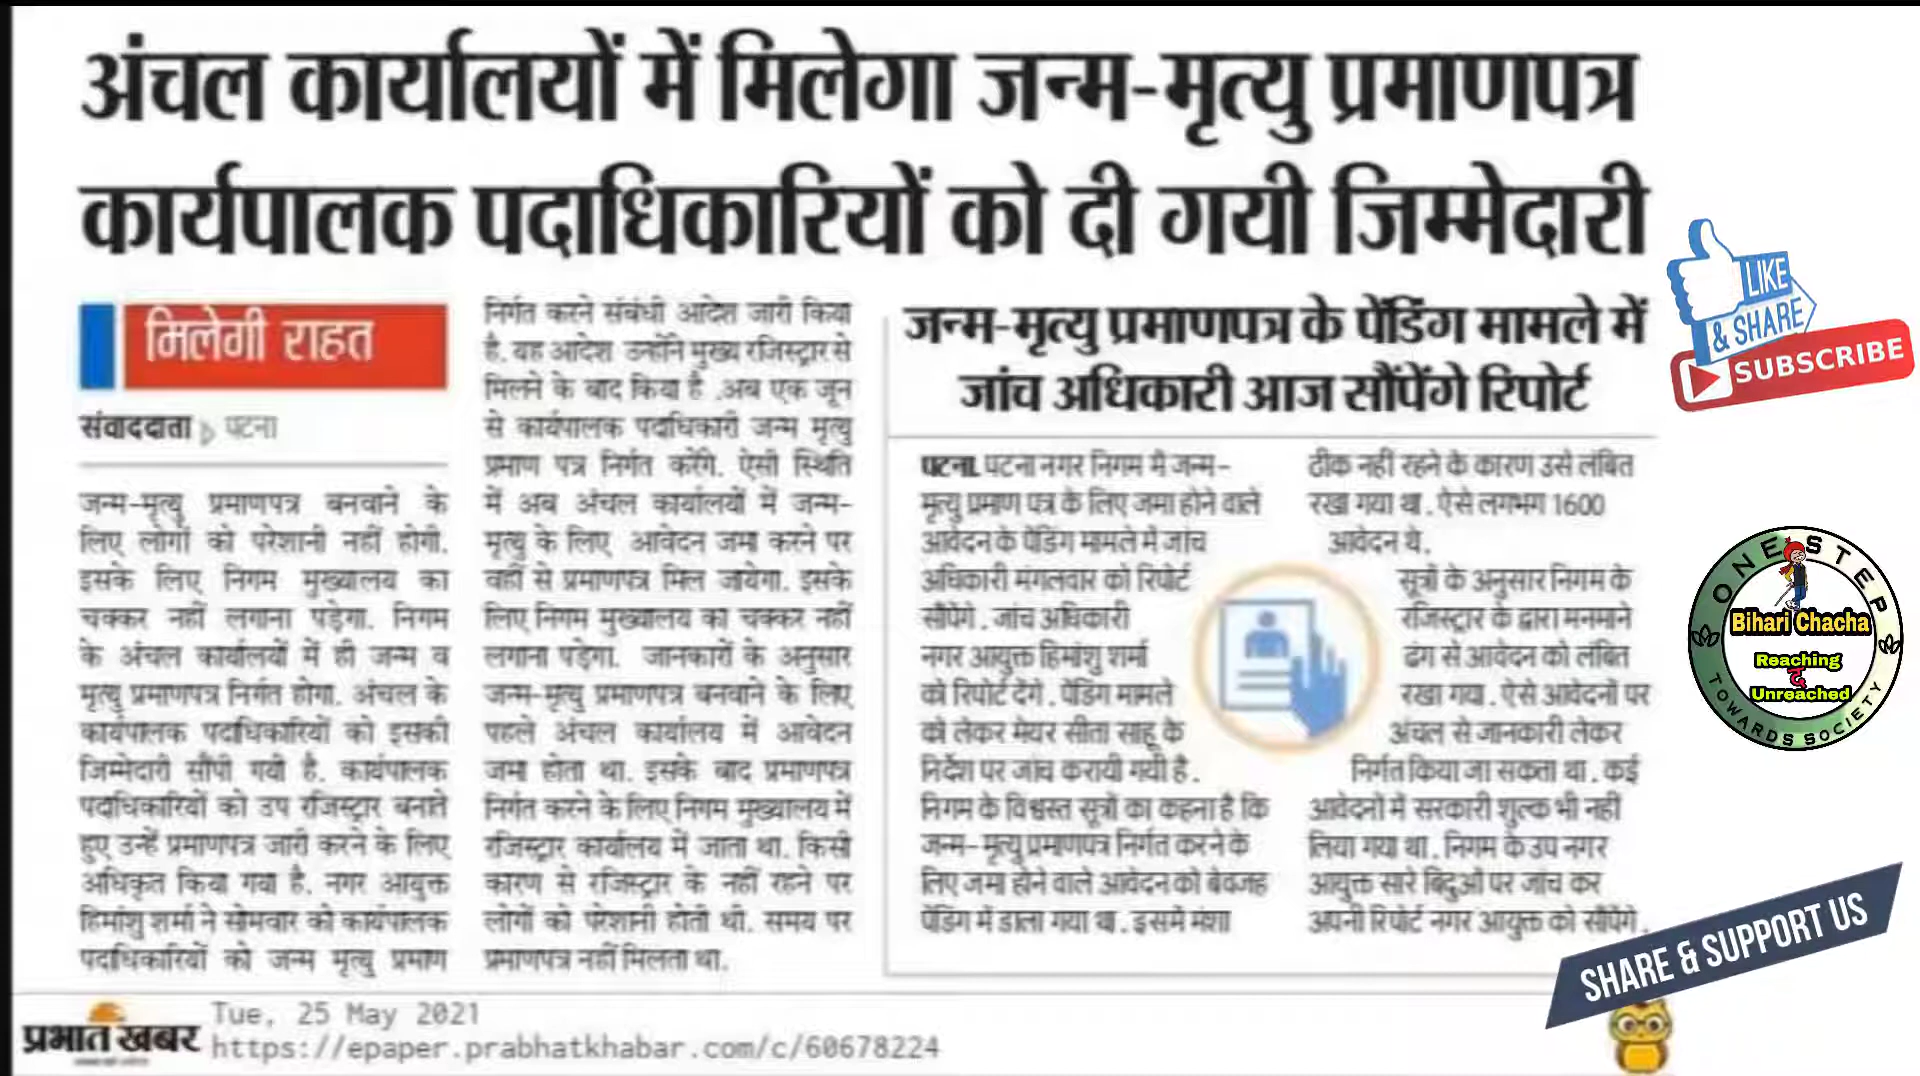 अंचल कार्यालयों में मिलेगा जन्म-मृत्यु प्रमाणपत्र
कार्यपालक पदाधिकारियों को दी गयी जिम्मेदारी
मिलेगी राहत
संवाददाता पटना
जन्म-मृत्यु प्रमाणपत्र बनवाने के
लिए लोगों को परेशानी नहीं होगी.
इसके लिए निगम मुख्यालय का
चक्कर नहीं लगाना पड़ेगा. निगम
के अंचल कार्यालयों में ही जन्म व
मृत्यु प्रमाणपत्र निर्गत होगा. अंचल के
कार्यपालक पदाधिकारियों को इसकी
जिम्मेदारी सौंपी गयी है. कार्यपालक
पदाधिकारियों को उप रजिस्ट्रार बनाते
हुए उन्हें प्रमाणपत्र जारी करने के लिए
अधिकृत किया गया है. नगर आयुक्त
हिमांशु शर्मा ने सोमवार को कार्यपालक
पदाधिकारियों को जन्म मृत्यु प्रमाण
निर्गत करने संबंधी आदेश जारी किया
है. यह आदेश उन्होंने मुख्य रजिस्ट्रार से
मिलने के बाद किया है .अब एक जून
से कार्यपालक पदाधिकारी जन्म मृत्यु
प्रमाण पत्र निर्गत करेंगे. ऐसी स्थिति
में अब अंचल कार्यालयों में जन्म-
मृत्यु के लिए आवेदन जमा करने पर
वहीं से प्रमाणपत्र मिल जायेगा. इसके
लिए निगम मुख्यालय का चक्कर नहीं
लगाना पड़ेगा. जानकारों के अनुसार
जन्म-मृत्यु प्रमाणपत्र बनवाने के लिए
पहले अंचल कार्यालय में आवेदन
जमा होता था. इसके बाद प्रमाणपत्र
निर्गत करने के लिए निगम मुख्यालय में
रजिस्ट्रार कार्यालय में जाता था. किसी
कारण से रजिस्ट्रार के नहीं रहने पर
लोगों को परेशानी होती थी. समय पर
प्रमाणपत्र नहीं मिलता था.
जन्म-मृत्यु प्रमाणपत्र के पेंडिंग मामले में
जांच अधिकारी आज सौंपेंगे रिपोर्ट
पटना. पटना नगर निगम में जन्म-
मृत्यु प्रमाण पत्र के लिए जमा होने वाले
आवेदन के पेंडिंग मामले में जांच
अधिकारी मंगलवार को रिपोर्ट
सौंपेंगे . जांच अधिकारी
नगर आयुक्त हिमांशु शर्मा
को रिपोर्ट देंगे . पेंडिंग मामले
को लेकर मेयर सीता साहू के
निर्देश पर जांच करायी गयी है .
निगम के विश्वस्त सूत्रों का कहना है कि
जन्म- मृत्यु प्रमाणपत्र निर्गत करने के
लिए जमा होने वाले आवेदन को बेवजह
पेंडिंग में डाला गया था . इसमें मंशा
ठीक नहीं रहने के कारण उसे लंबित
रखा गया था . ऐसे लगभग 1600
आवेदन थे .
सूत्रों के अनुसार निगम के
रजिस्ट्रार के द्वारा मनमाने
ढंग से आवेदन को लंबित
रखा गया . ऐसे आवेदनों पर
अंचल से जानकारी लेकर
निर्गत किया जा सकता था . कई
आवेदनों में सरकारी शुल्क भी नहीं
लिया गया था . निगम के उप नगर
आयुक्त सारे बिंदुओं पर जांच कर
अपनी रिपोर्ट नगर आयुक्त को सौंपेंगे .
LIKE
& SHARE
SUBSCRIBE
ONE STEP
Bihari Chacha
Reaching
d
Unreached
TOWARDS SOCIETY
SHARE & SUPPORT US
प्रभात खबर
Tue, 25 May 2021
https://epaper.prabhatkhabar.com/c/60678224